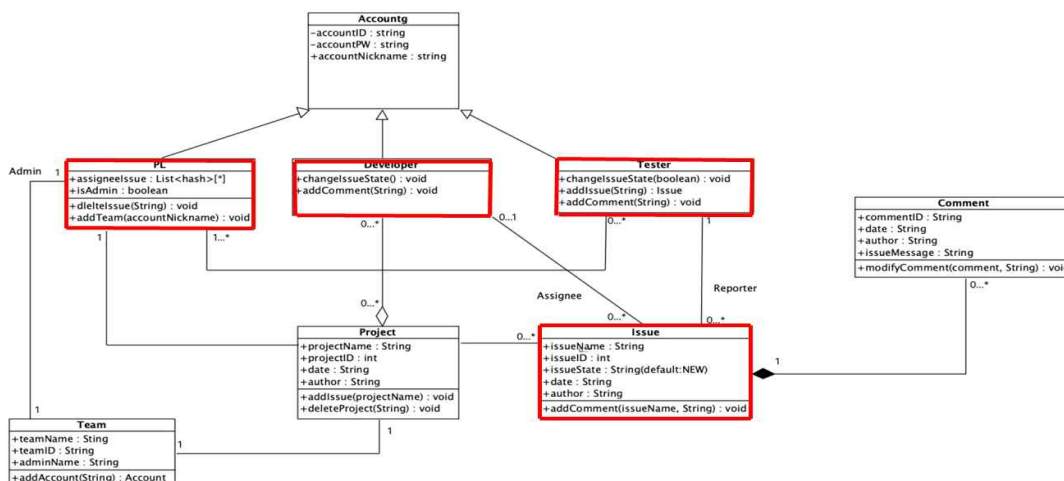 Accountg
-accountID : string
-accountPW : string
+accountNickname : string
Admin
1
PL
+assigneeIssue : List<hash>[*]
+isAdmin : boolean
+dlelteIssue(String) : void
+addTeam(accountNickname) : void
1
1...*
Developer
+changeIssueState() : void
+addComment(String) : void
0...*
0...1
Tester
+changeIssueState(boolean) : void
+addIssue(String) : Issue
+addComment(String) : void
0...*
1
Comment
+commentID : String
+date : String
+author : String
+issueMessage : String
+modifyComment(comment, String) : voi
0...*
Assignee
Reporter
0...*
0...*
0...*
0...*
1
Project
+projectName : String
+projectID : int
+date : String
+author : String
+addIssue(projectName) : void
+deleteProject(String) : void
1
Issue
+issueName : String
+issueID : int
+issueState : String(default:NEW)
+date : String
+author : String
+addComment(issueName, String) : void
1
Team
+teamName : Sting
+teamID : int
+adminName : String
+addAccount(String) : Account
1